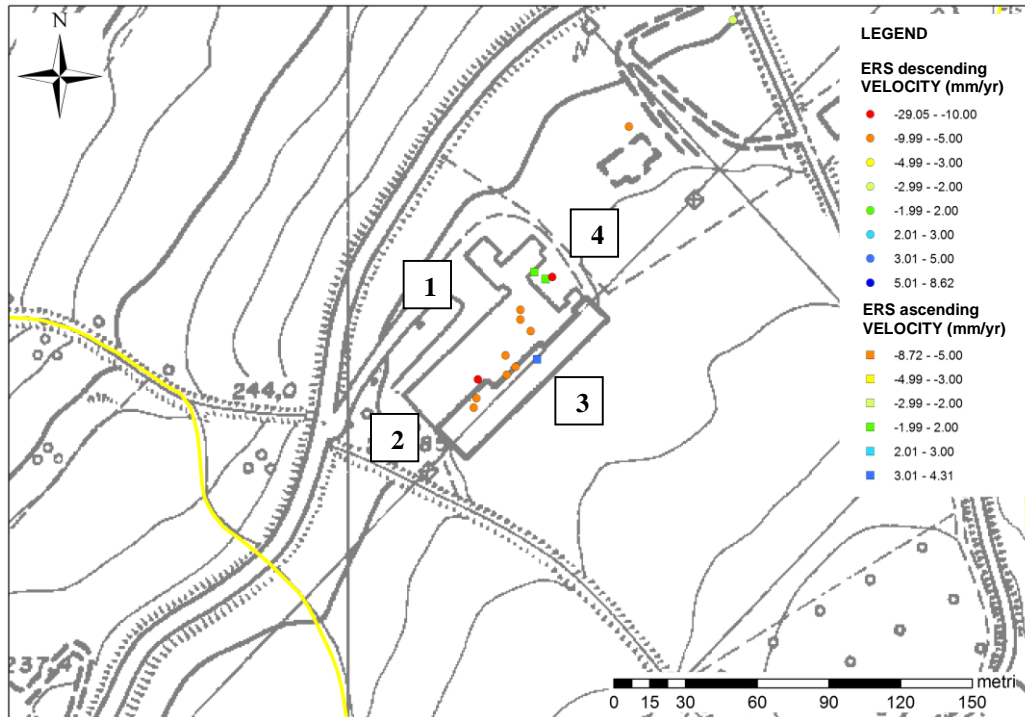 N
LEGEND
ERS descending
VELOCITY (mm/yr)
-29.05 - -10.00
-9.99 - -5.00
-4.99 - -3.00
-2.99 - -2.00
-1.99 - 2.00
2.01 - 3.00
3.01 - 5.00
5.01 - 8.62
ERS ascending
VELOCITY (mm/yr)
-8.72 - -5.00
-4.99 - -3.00
-2.99 - -2.00
-1.99 - 2.00
2.01 - 3.00
3.01 - 4.31
4
1
3
244,0
2
237,4
metri
0 15 30 60 90 120 150